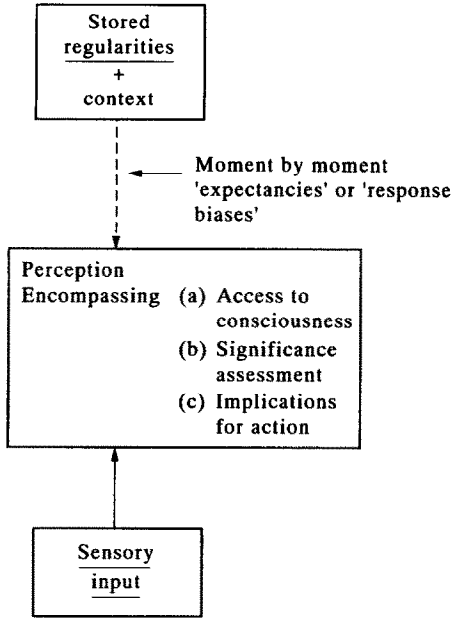 Stored
regularities
+
context
Moment by moment
'expectancies' or 'response
biases'
Perception
Encompassing (a) Access to
consciousness
(b) Significance
assessment
(c) Implications
for action
Sensory
input